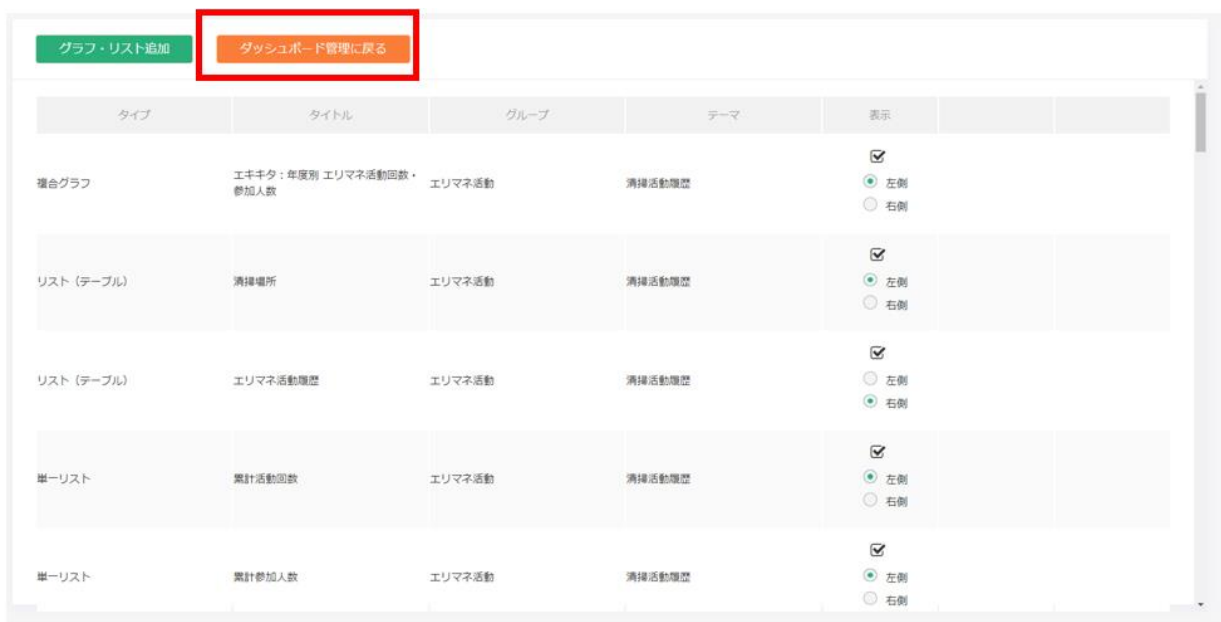 グラフ・リスト追加 ダッシュボード管理に戻る
タイプ タイトル グループ テーマ 表示
複合グラフ エキキタ：年度別 エリマネ活動回数・参加人数 エリマネ活動 清掃活動履歴
左側
右側
リスト（テーブル） 清掃場所 エリマネ活動 清掃活動履歴
左側
右側
リスト（テーブル） エリマネ活動履歴 エリマネ活動 清掃活動履歴
左側
右側
単一リスト 累計活動回数 エリマネ活動 清掃活動履歴
左側
右側
単一リスト 累計参加人数 エリマネ活動 清掃活動履歴
左側
右側